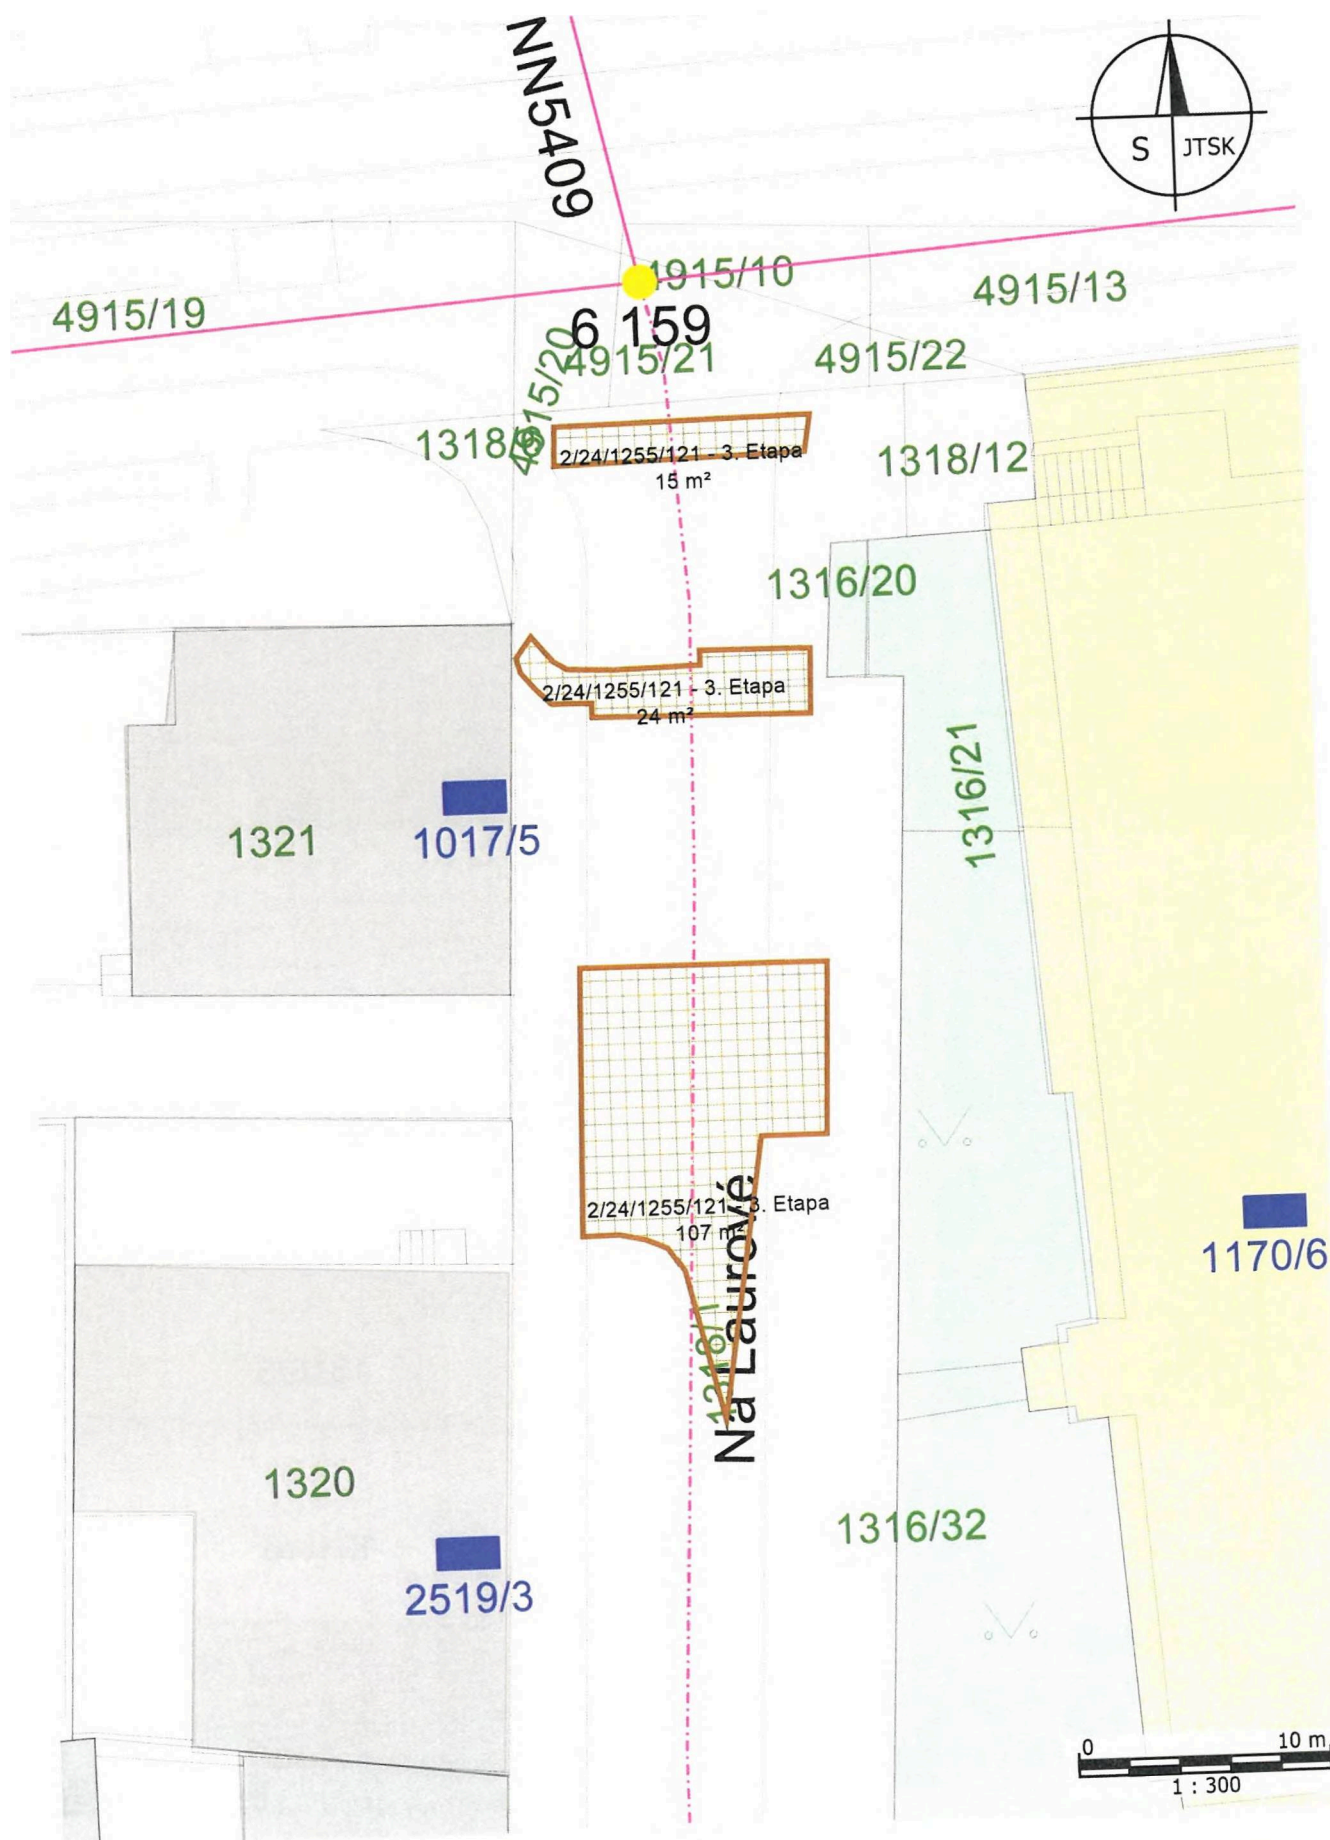 NN5409
S JTSK
4915/10
4915/13
4915/19
6 159
4915/20
4915/21
4915/22
2/24/1255/121 - 3. Etapa
15 m²
1318/12
1316/20
2/24/1255/121 - 3. Etapa
24 m²
1316/21
1321
1017/5
2/24/1255/121 - 3. Etapa
107 m²
Na Laurové
1318/1
1170/6
1320
1316/32
2519/3
0 10 m
1 : 300